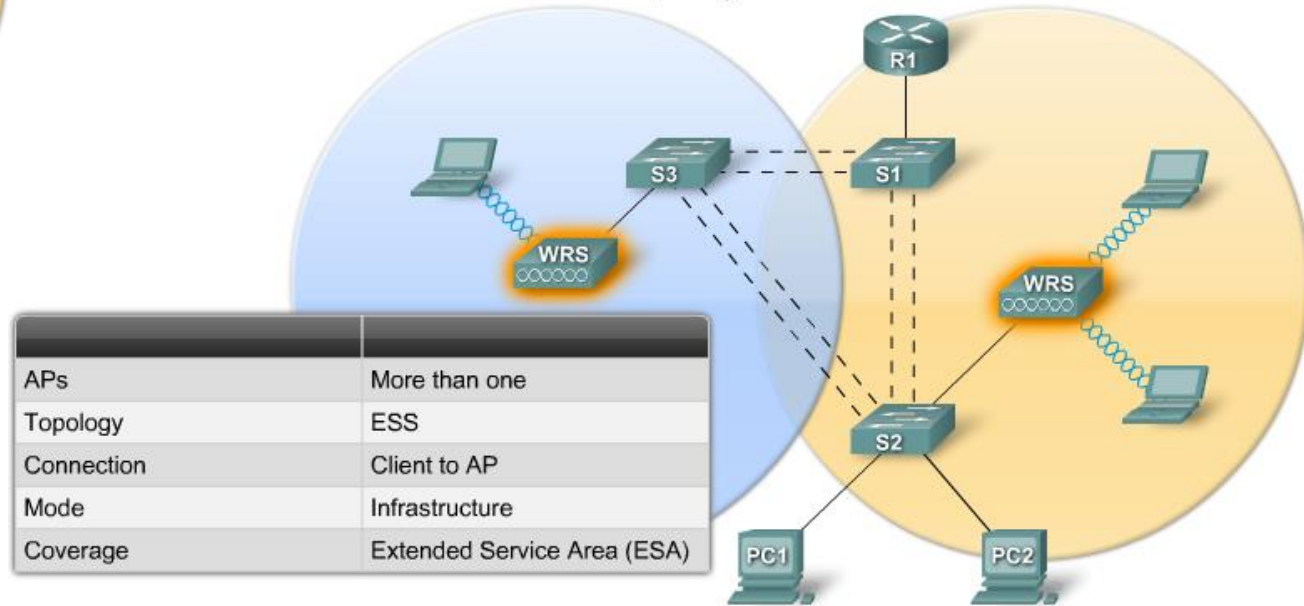 R1
S3
S1
WRS
WRS
APs More than one
Topology ESS
Connection Client to AP
Mode Infrastructure
Coverage Extended Service Area (ESA)
S2
PC1
PC2